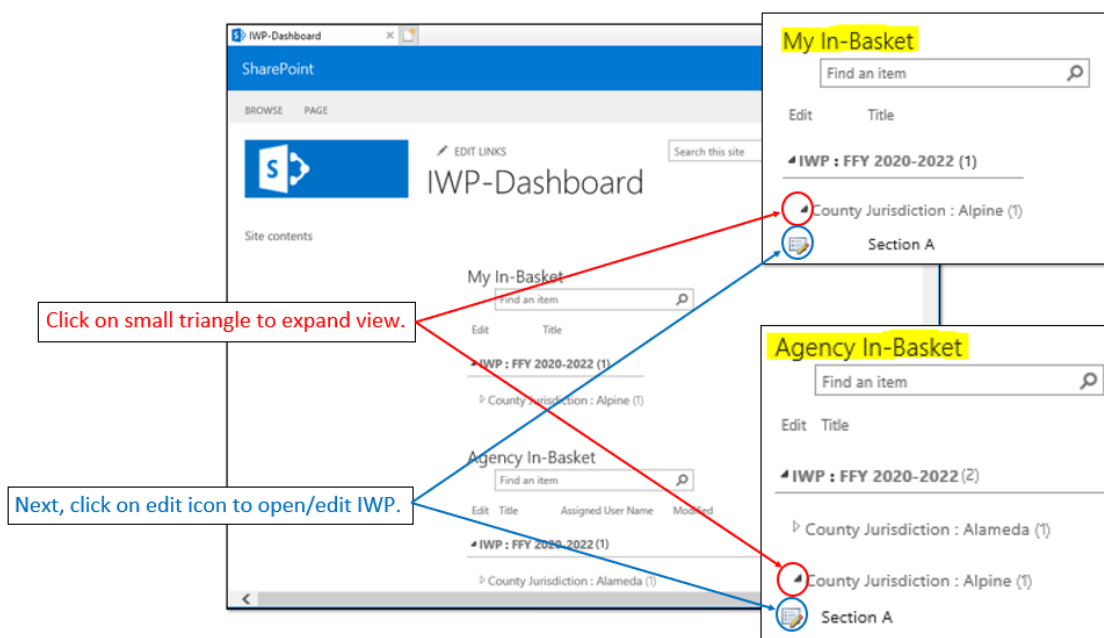 IWP-Dashboard
SharePoint
BROWSE PAGE
S
EDIT LINKS
Search this site
IWP-Dashboard
Site contents
My In-Basket
Find an item
Edit Title
IWP : FFY 2020-2022 (1)
County Jurisdiction : Alpine (1)
Agency In-Basket
Find an item
Edit Title Assigned User Name Modified
IWP : FFY 2020-2022 (1)
County Jurisdiction : Alameda (1)
Click on small triangle to expand view.
Next, click on edit icon to open/edit IWP.
My In-Basket
Find an item
Edit Title
IWP : FFY 2020-2022 (1)
County Jurisdiction : Alpine (1)
Section A
Agency In-Basket
Find an item
Edit Title
IWP : FFY 2020-2022 (2)
County Jurisdiction : Alameda (1)
County Jurisdiction : Alpine (1)
Section A